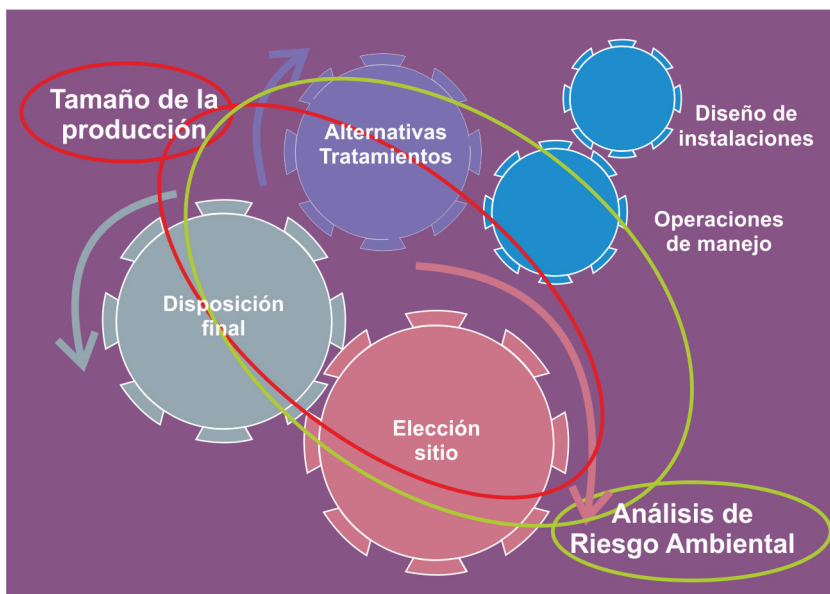 Tamaño de la
producción
Alternativas
Tratamientos
Diseño de
instalaciones
Operaciones
de manejo
Disposición
final
Elección
sitio
Análisis de
Riesgo Ambiental